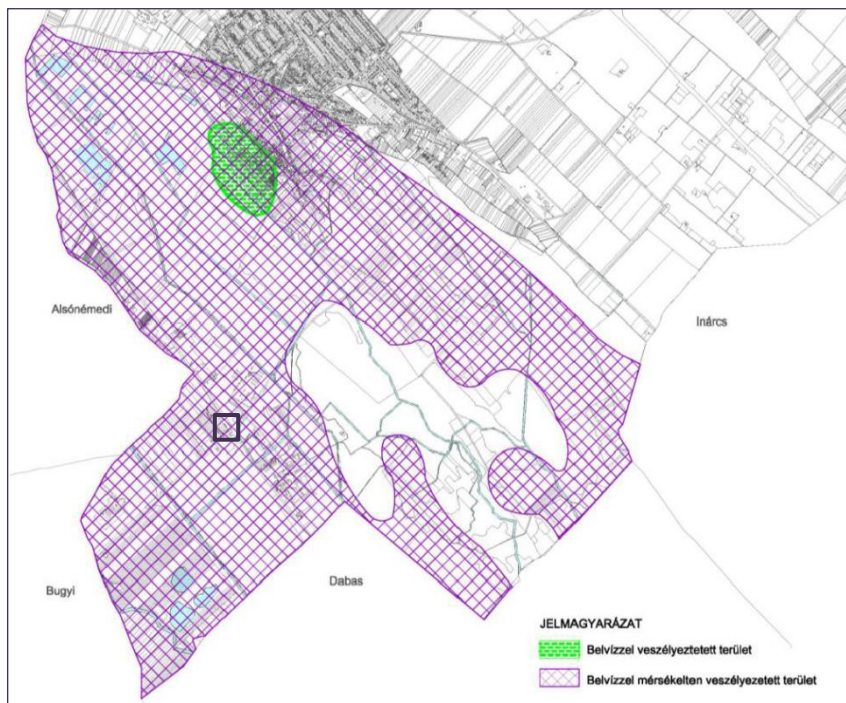 Alsónémedi
Inárcs
Bugyi
Dabas
JELMAGYARÁZAT
Belvízzel veszélyeztetett terület
Belvízzel mérsékelten veszélyezetett terület